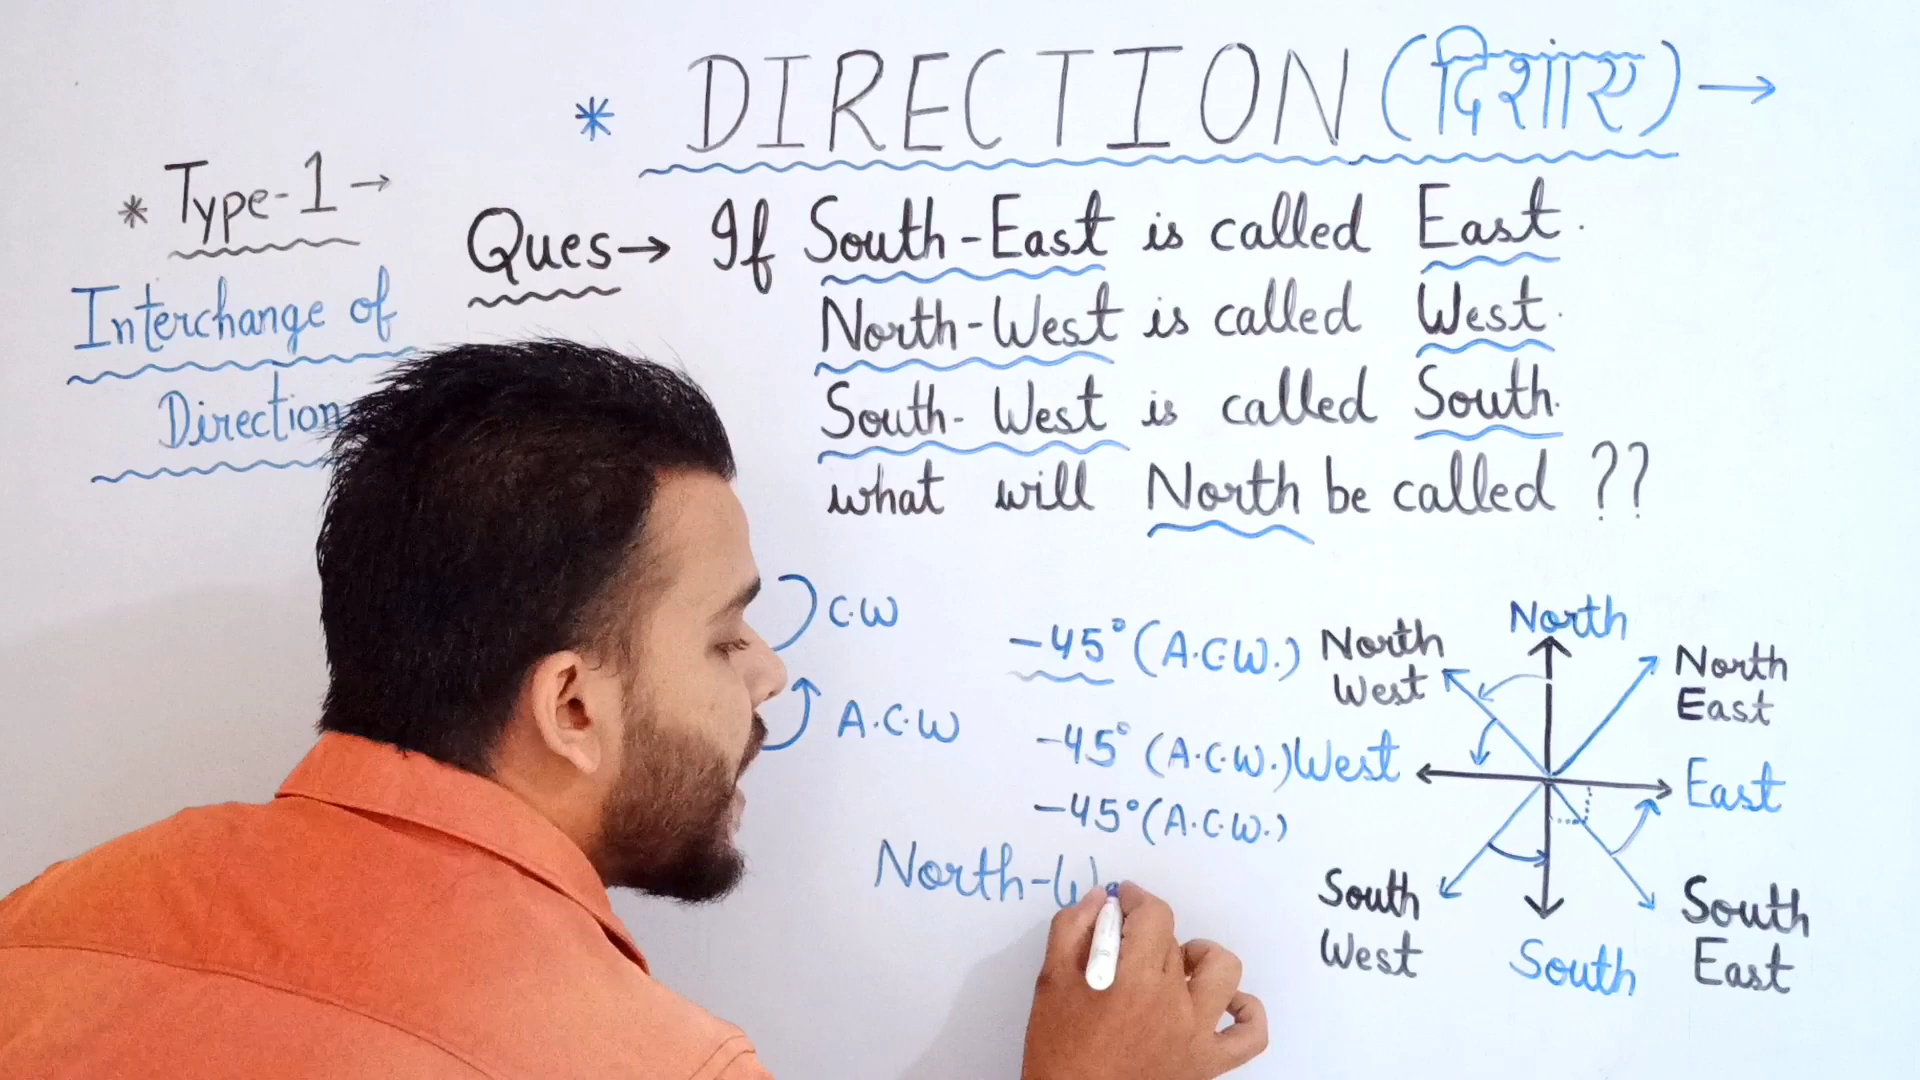 * DIRECTION (दिशाएं) →
* Type-1 →
Interchange of
Direction
Ques → If South-East is called East.
North-West is called West.
South-West is called South.
what will North be called ??
C.W
A.C.W
-45° (A.C.W.)
-45° (A.C.W.)
-45° (A.C.W.)
North-W
North
North
West
North
East
West
East
South
West
South
South
East